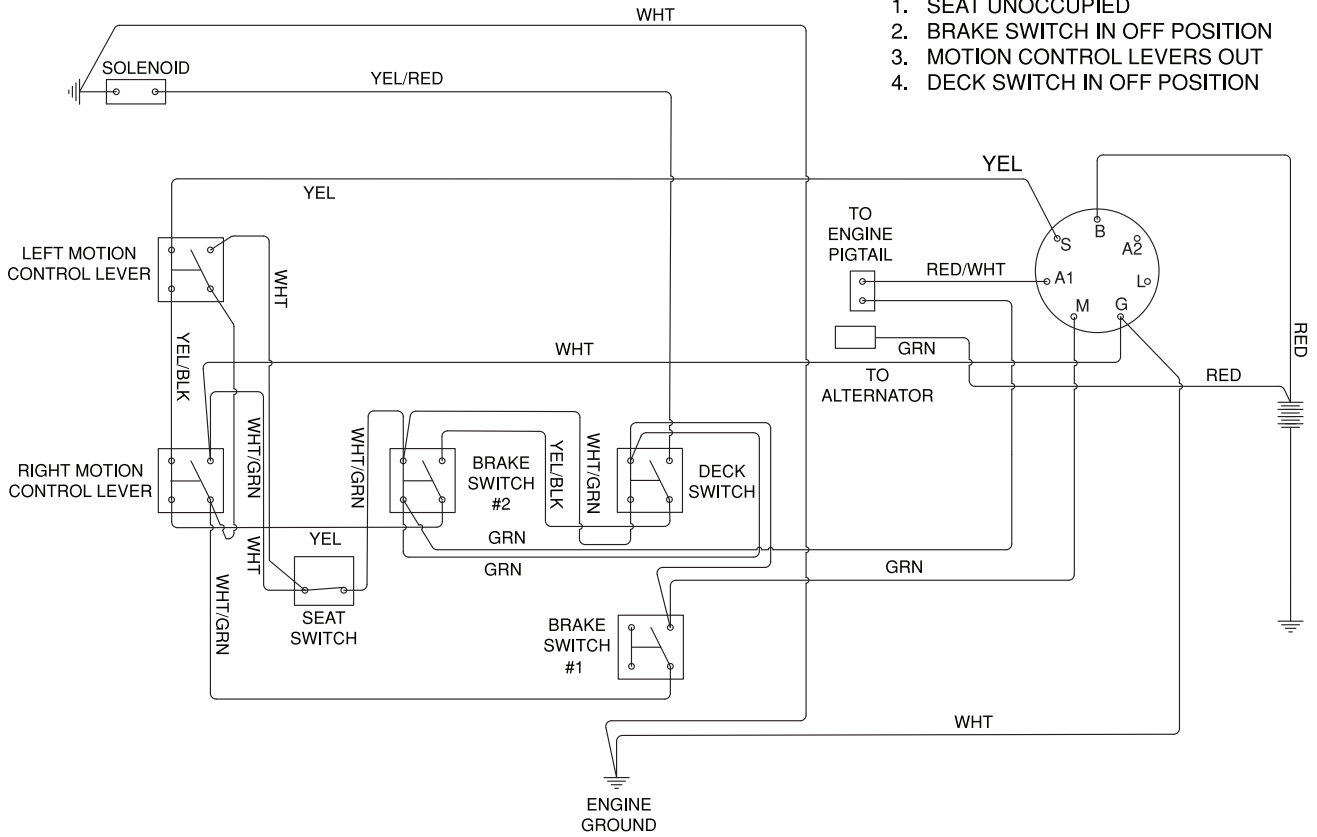 WHT
1. SEAT UNOCCUPIED
2. BRAKE SWITCH IN OFF POSITION
3. MOTION CONTROL LEVERS OUT
4. DECK SWITCH IN OFF POSITION
SOLENOID
YEL/RED
YEL
YEL
B
S
A2
A1
L
M
G
TO
ENGINE
PIGTAIL
RED/WHT
LEFT MOTION
CONTROL LEVER
WHT
YEL/BLK
WHT
GRN
TO
ALTERNATOR
RED
RED
RIGHT MOTION
CONTROL LEVER
WHT/GRN
WHT/GRN
BRAKE
SWITCH
#2
YEL/BLK
WHT/GRN
DECK
SWITCH
YEL
WHT
GRN
GRN
GRN
WHT/GRN
SEAT
SWITCH
BRAKE
SWITCH
#1
WHT
ENGINE
GROUND